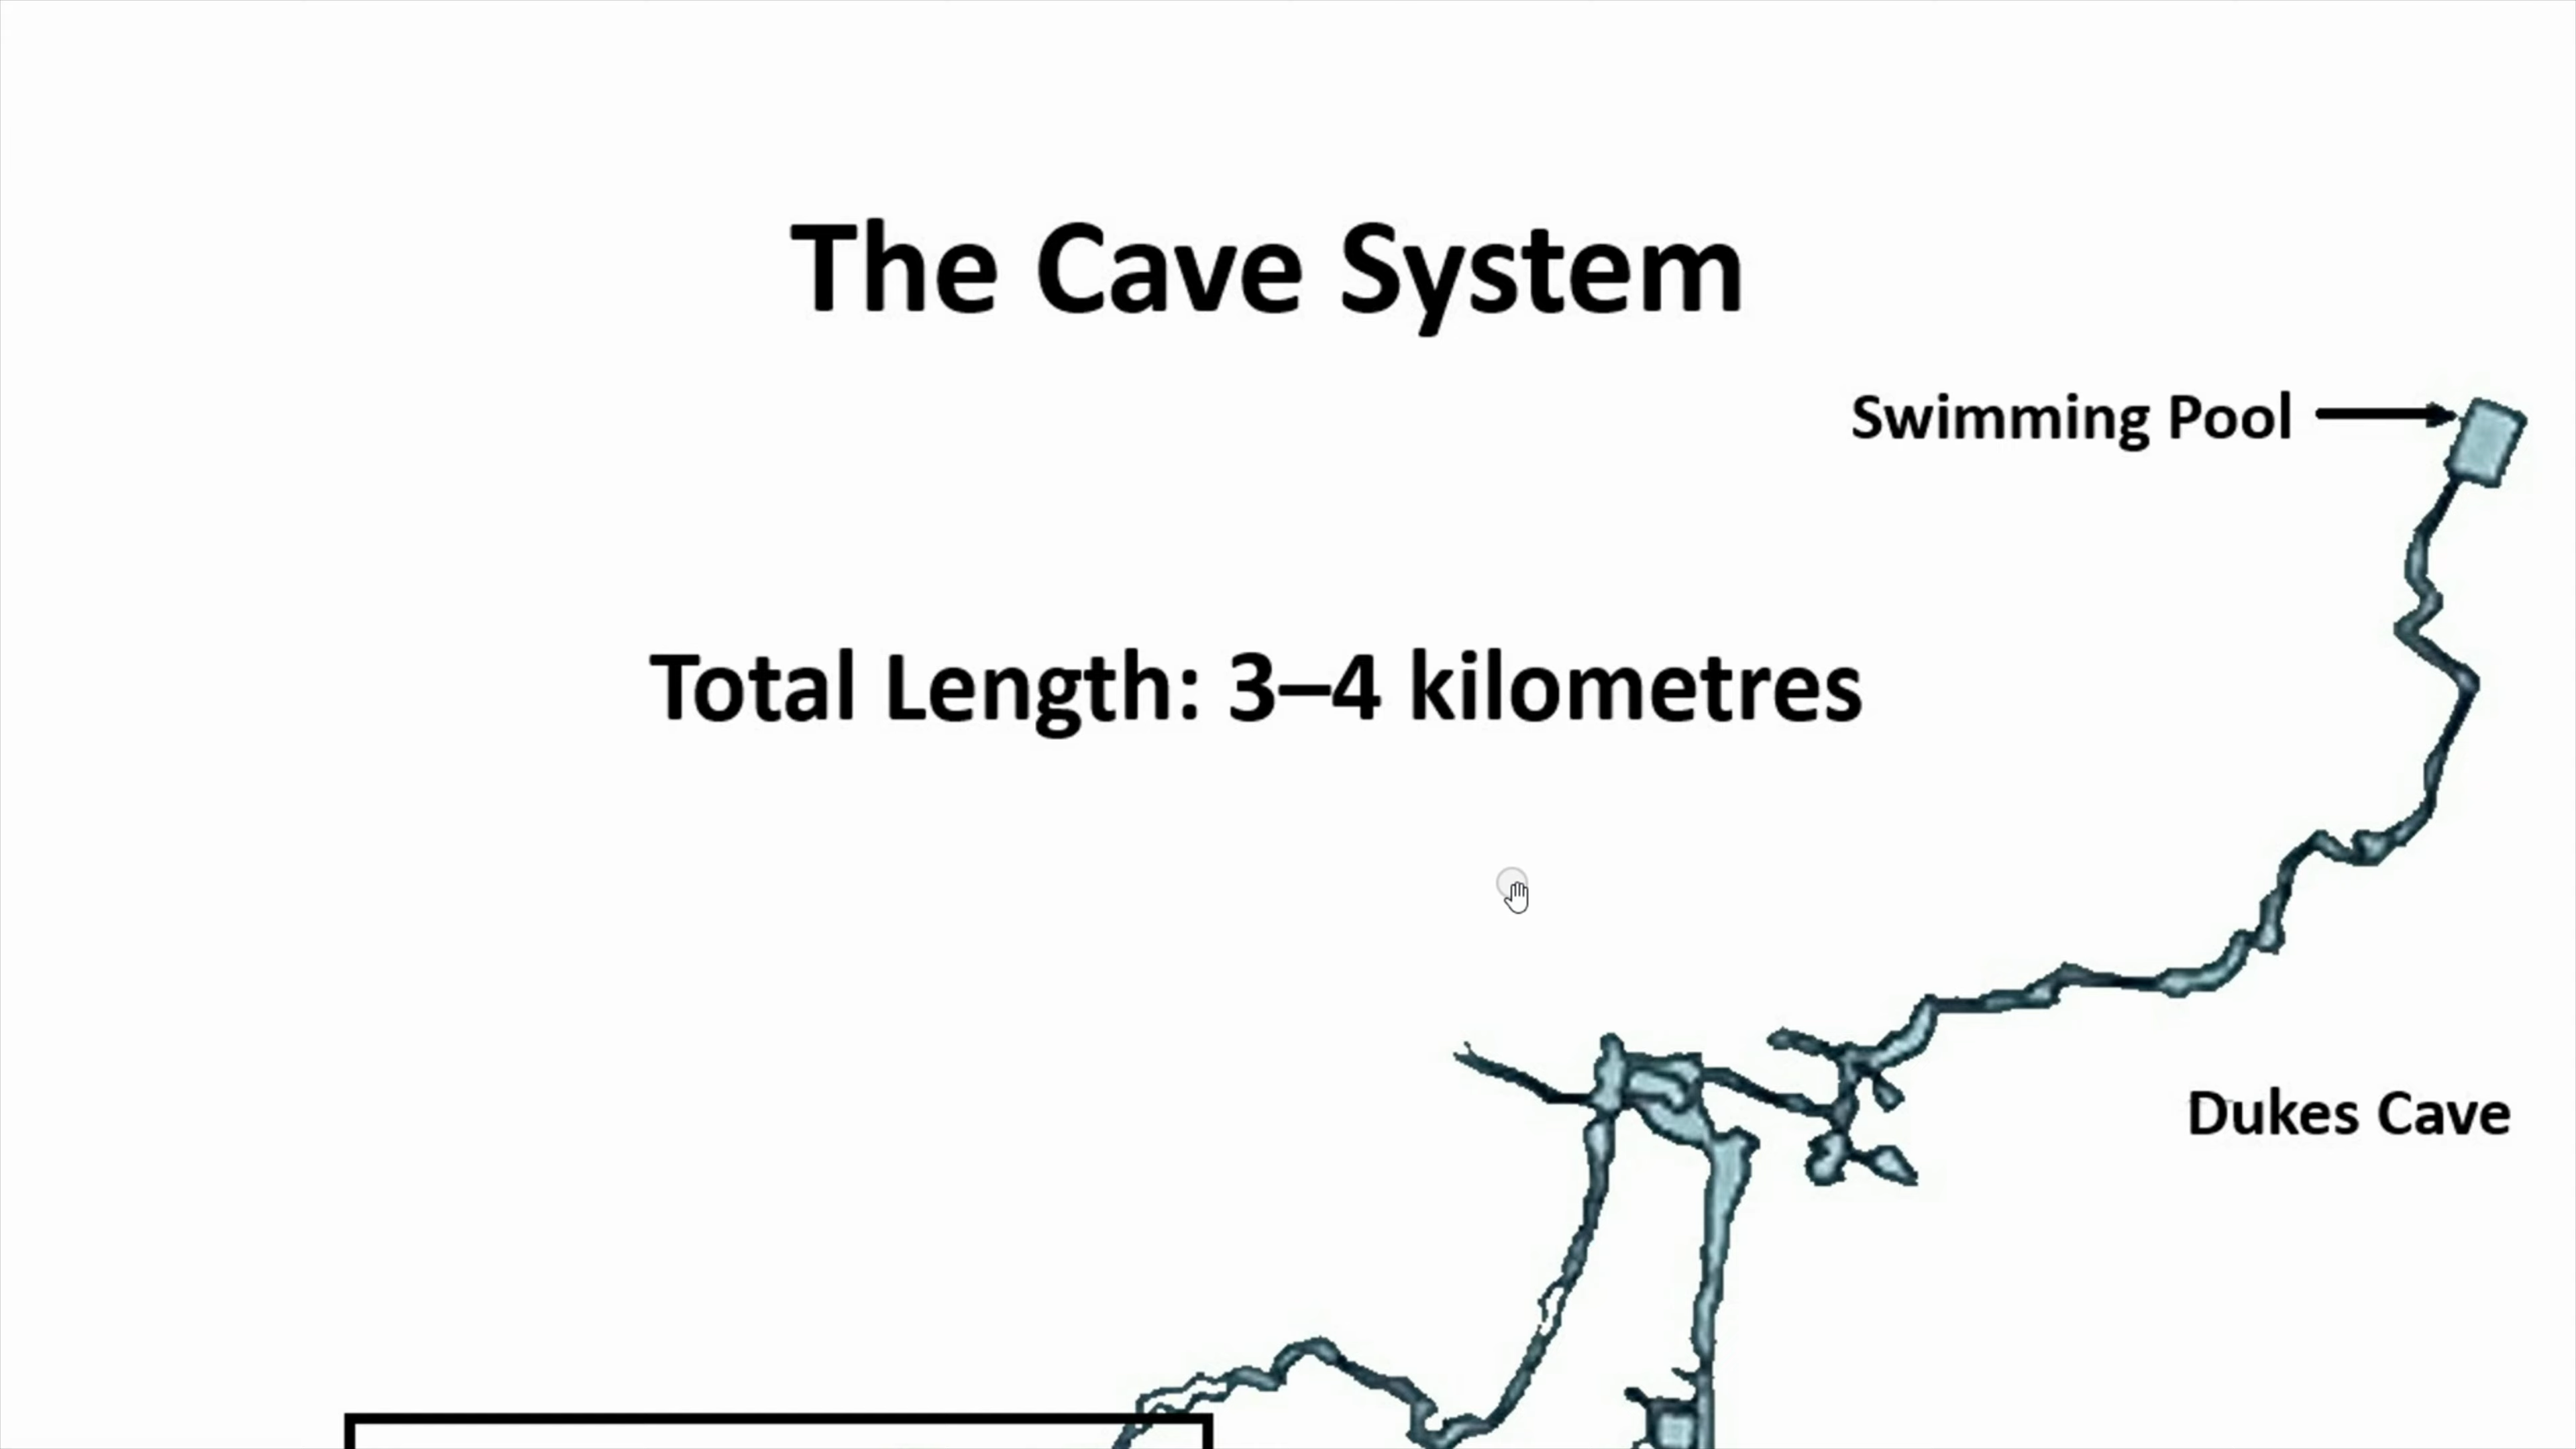 The Cave System
Swimming Pool
Total Length: 3–4 kilometres
Dukes Cave